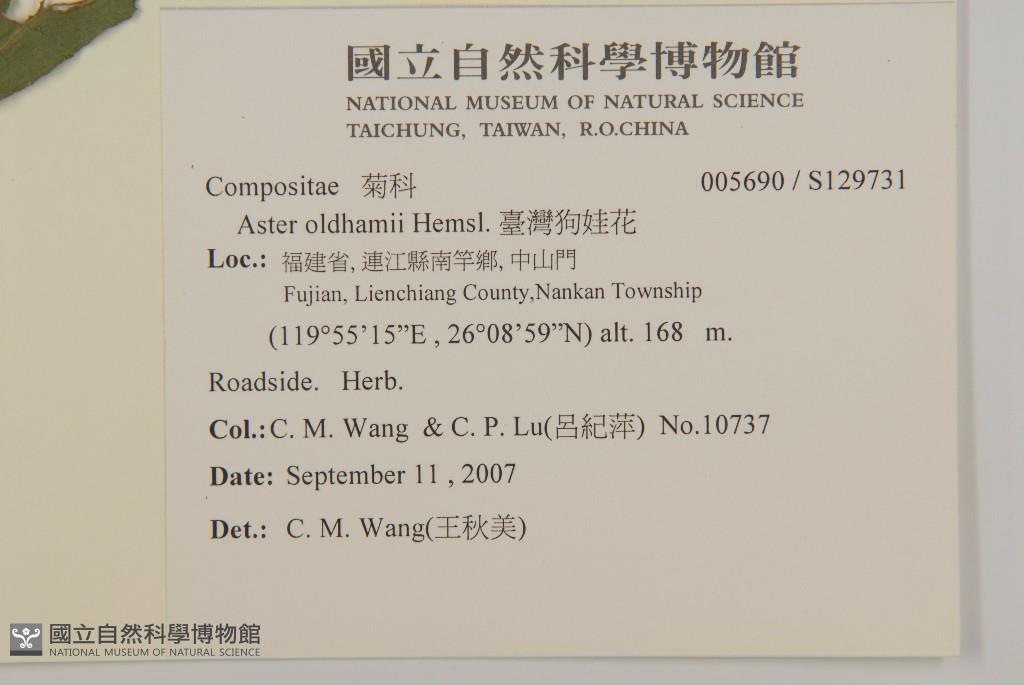 國立自然科學博物館
NATIONAL MUSEUM OF NATURAL SCIENCE
TAICHUNG, TAIWAN, R.O.CHINA
Compositae 菊科 005690 / S129731
Aster oldhamii Hemsl. 臺灣狗娃花
Loc.: 福建省, 連江縣南竿鄉, 中山門
Fujian, Lienchiang County,Nankan Township
(119°55’15”E , 26°08’59”N) alt. 168 m.
Roadside. Herb.
Col.: C. M. Wang & C. P. Lu(呂紀萍) No.10737
Date: September 11 , 2007
Det.: C. M. Wang(王秋美)
國立自然科學博物館
NATIONAL MUSEUM OF NATURAL SCIENCE